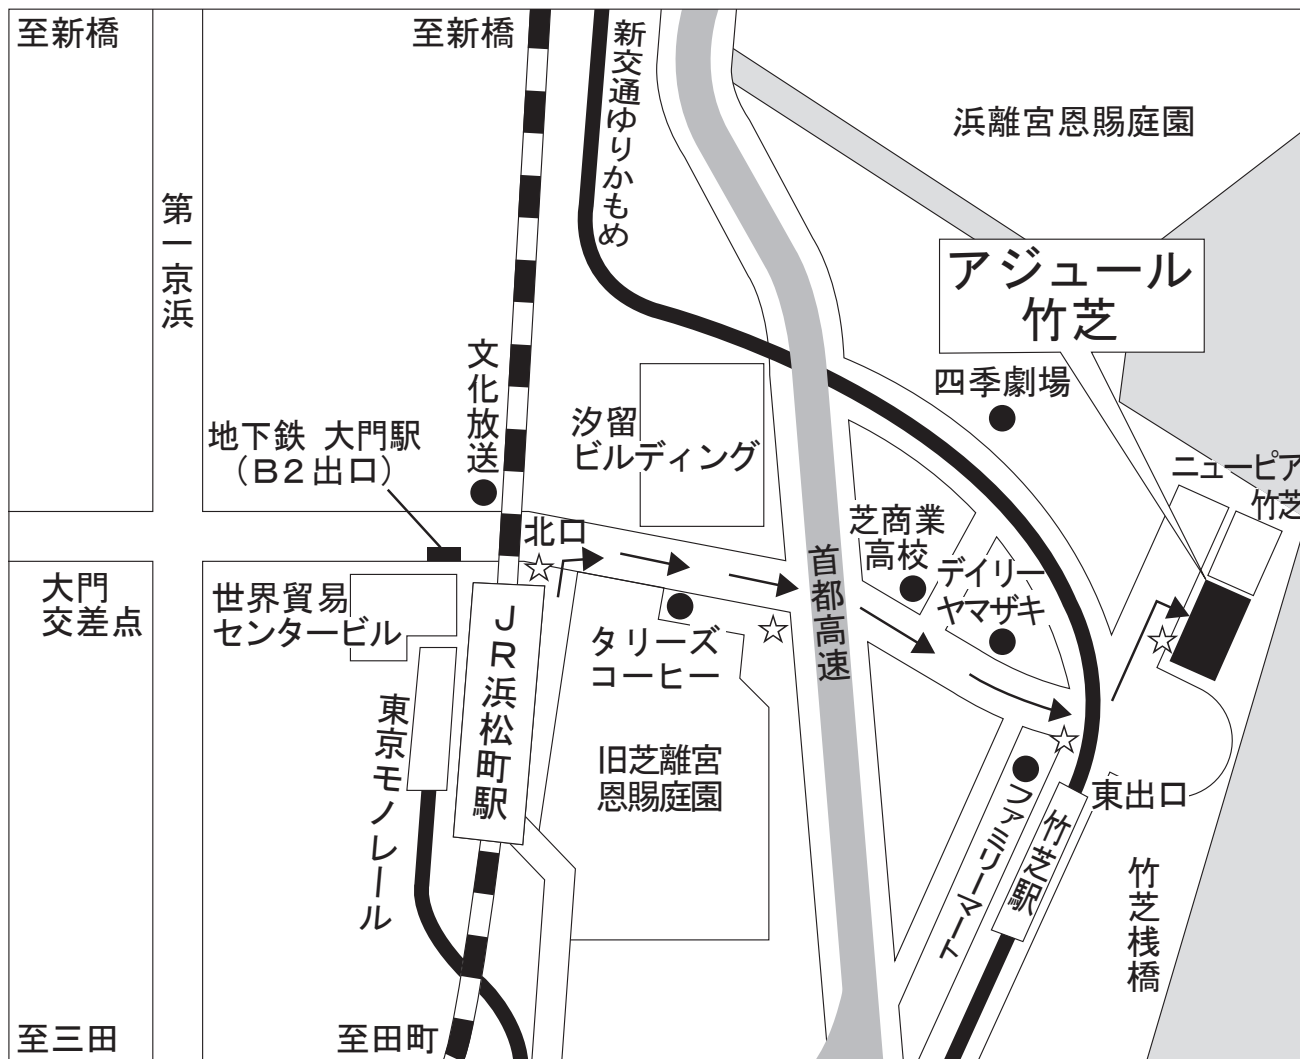 至新橋
至新橋
新交通ゆりかもめ
浜離宮恩賜庭園
第一京浜
アジュール
竹芝
文化放送
四季劇場
汐留
ビルディング
地下鉄 大門駅
（B2出口）
ニューピア
竹芝
北口
芝商業
高校
首都高速
デイリー
ヤマザキ
大門
交差点
世界貿易
センタービル
JR浜松町駅
タリーズ
コーヒー
東京モノレール
旧芝離宮
恩賜庭園
東出口
ファミリーマート
竹芝駅
竹芝桟橋
至三田
至田町